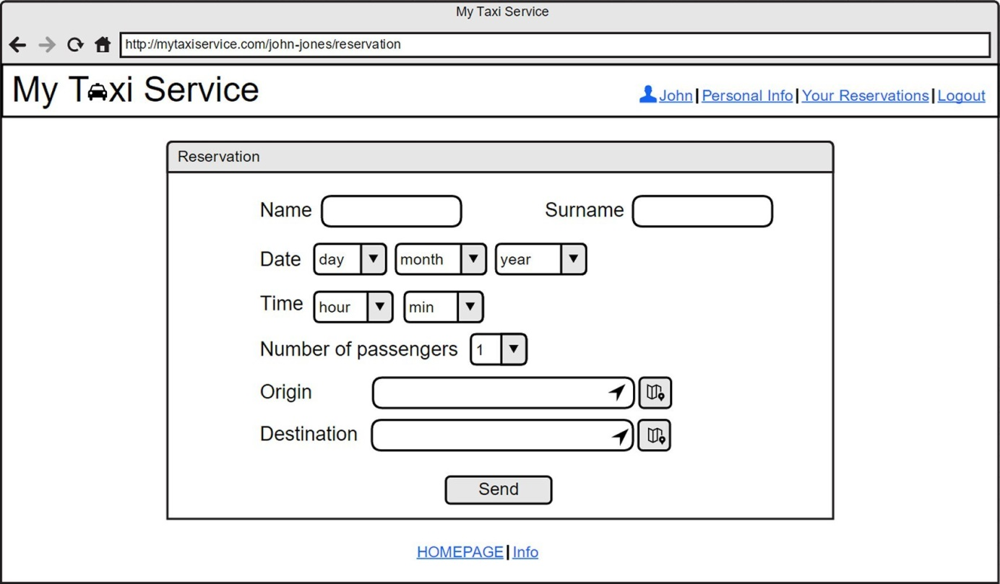 My Taxi Service
http://mytaxiservice.com/john-jones/reservation
My Taxi Service
John | Personal Info | Your Reservations | Logout
Reservation
Name Surname
Date day month year
Time hour min
Number of passengers 1
Origin
Destination
Send
HOMEPAGE | Info